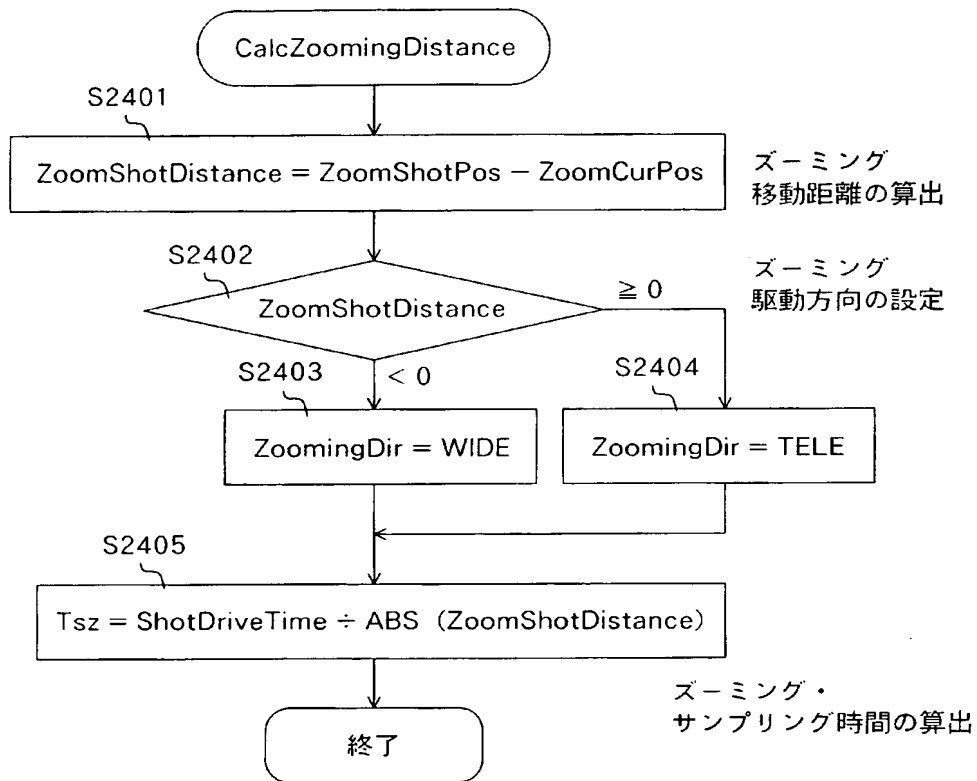 CalcZoomingDistance
S2401
ZoomShotDistance = ZoomShotPos − ZoomCurPos
ズーミング
移動距離の算出
S2402
ZoomShotDistance
≧ 0
ズーミング
駆動方向の設定
< 0
S2403
ZoomingDir = WIDE
S2404
ZoomingDir = TELE
S2405
Tsz = ShotDriveTime ÷ ABS (ZoomShotDistance)
ズーミング・
サンプリング時間の算出
終了